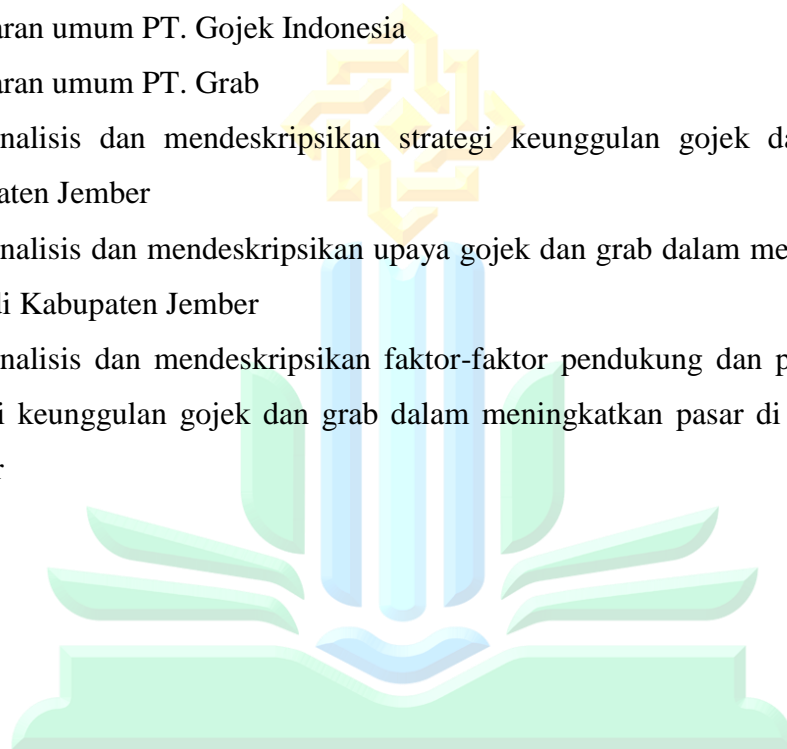 aran umum PT. Gojek Indonesia
aran umum PT. Grab
nalisis dan mendeskripsikan strategi keunggulan gojek da
aten Jember
nalisis dan mendeskripsikan upaya gojek dan grab dalam me
di Kabupaten Jember
nalisis dan mendeskripsikan faktor-faktor pendukung dan p
i keunggulan gojek dan grab dalam meningkatkan pasar di
r